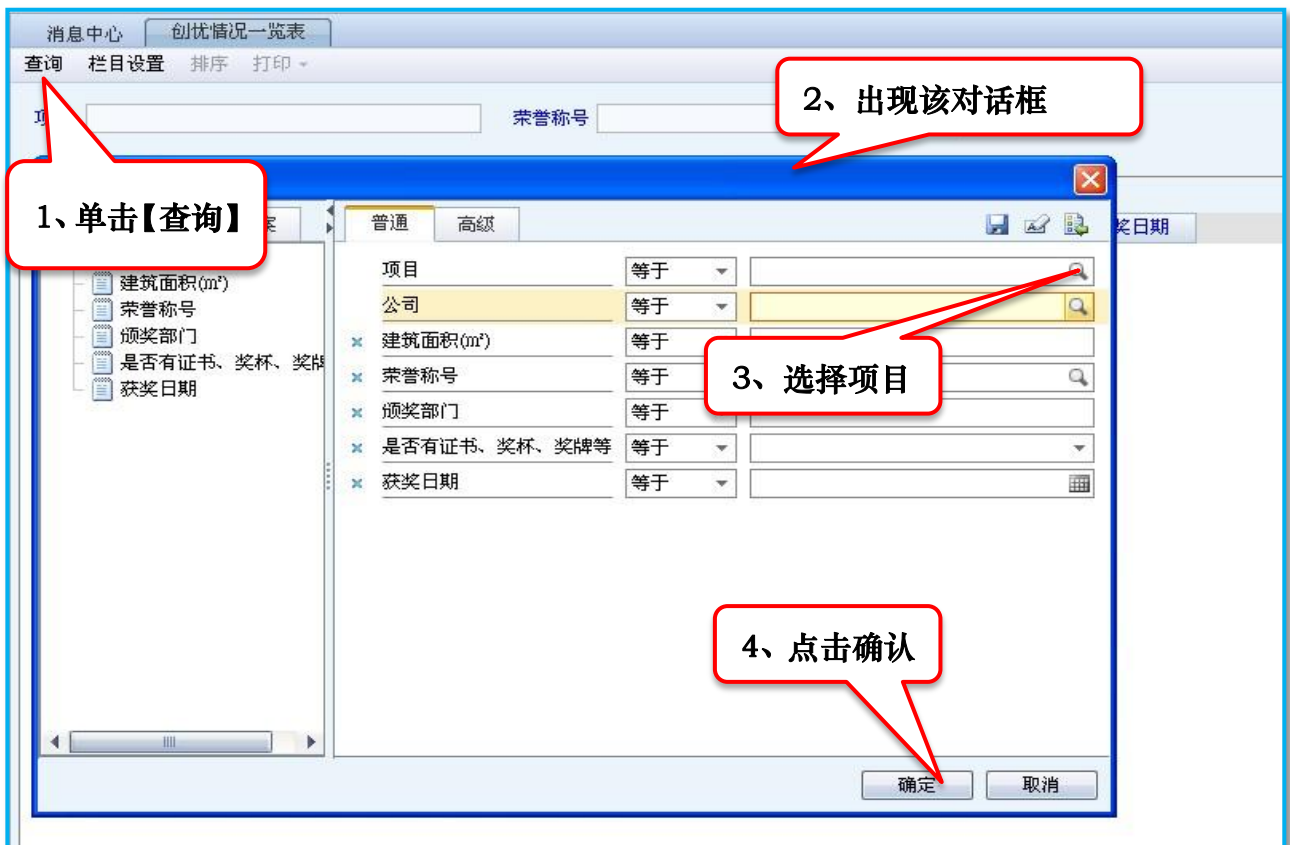 消息中心 创优情况一览表
查询 栏目设置 排序 打印
荣誉称号
2、出现该对话框
1、单击【查询】
普通 高级
奖日期
建筑面积(m²)
荣誉称号
颁奖部门
是否有证书、奖杯、奖牌
获奖日期
项目 等于
公司 等于
建筑面积(m²) 等于
荣誉称号 等于
颁奖部门 等于
是否有证书、奖杯、奖牌等 等于
获奖日期 等于
3、选择项目
4、点击确认
确定 取消